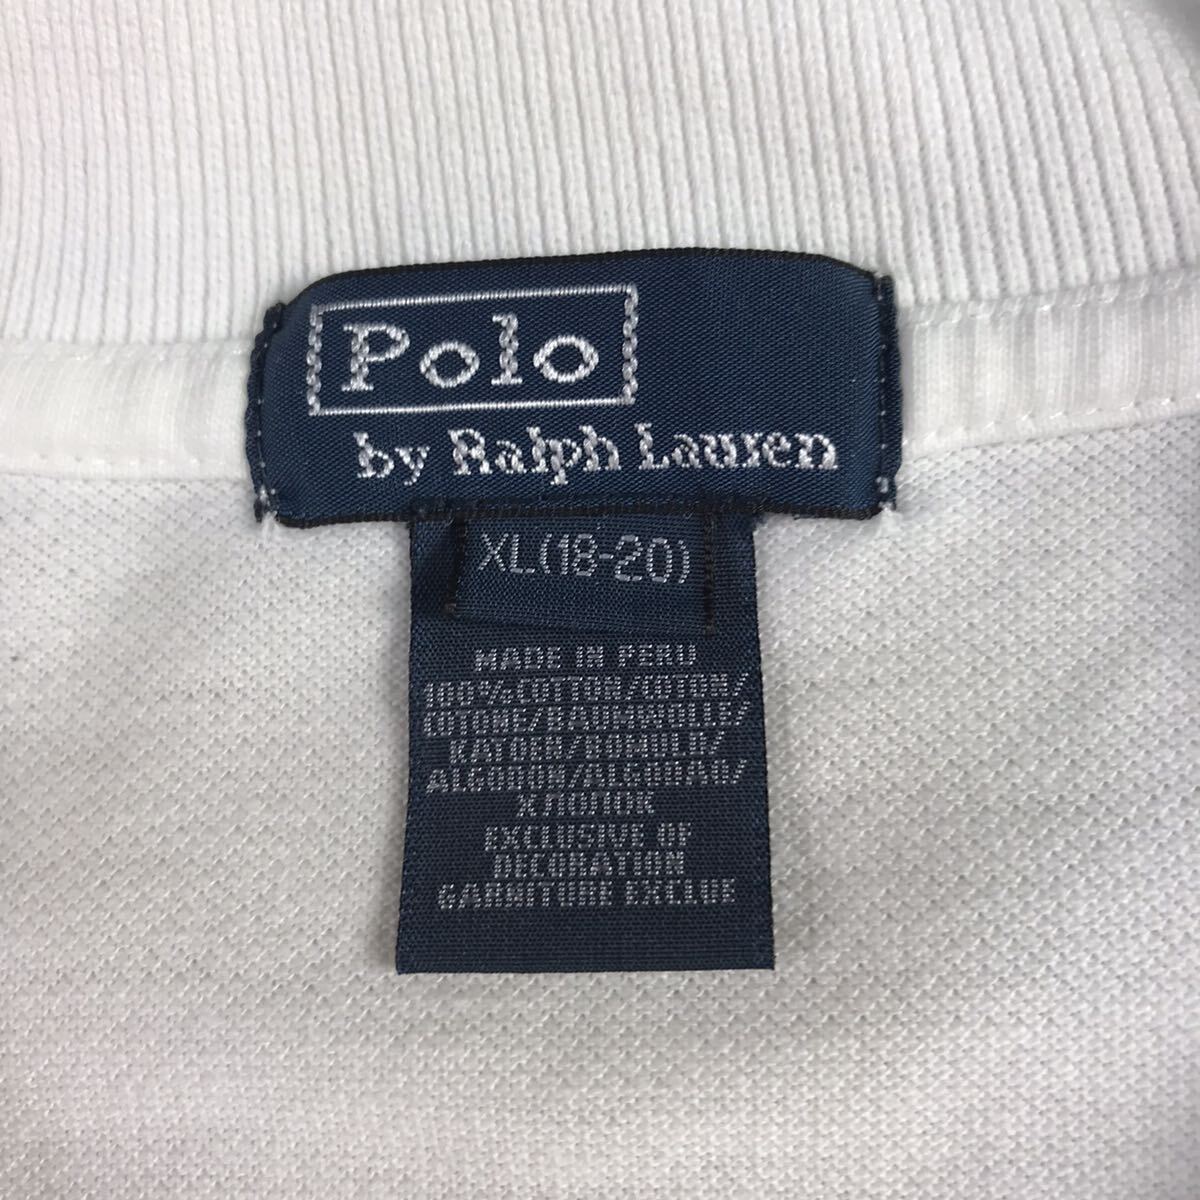 Polo
by Ralph Lauren
XL(18-20)
MADE IN PERU
100%COTTON/COTON/
COTONE/BAUMWOLLE/
KATOEN/BOMULD/
ALGODON/ALGODAO/
ХЛОПОК
EXCLUSIVE OF
DECORATION
GARNITURE EXCLUE